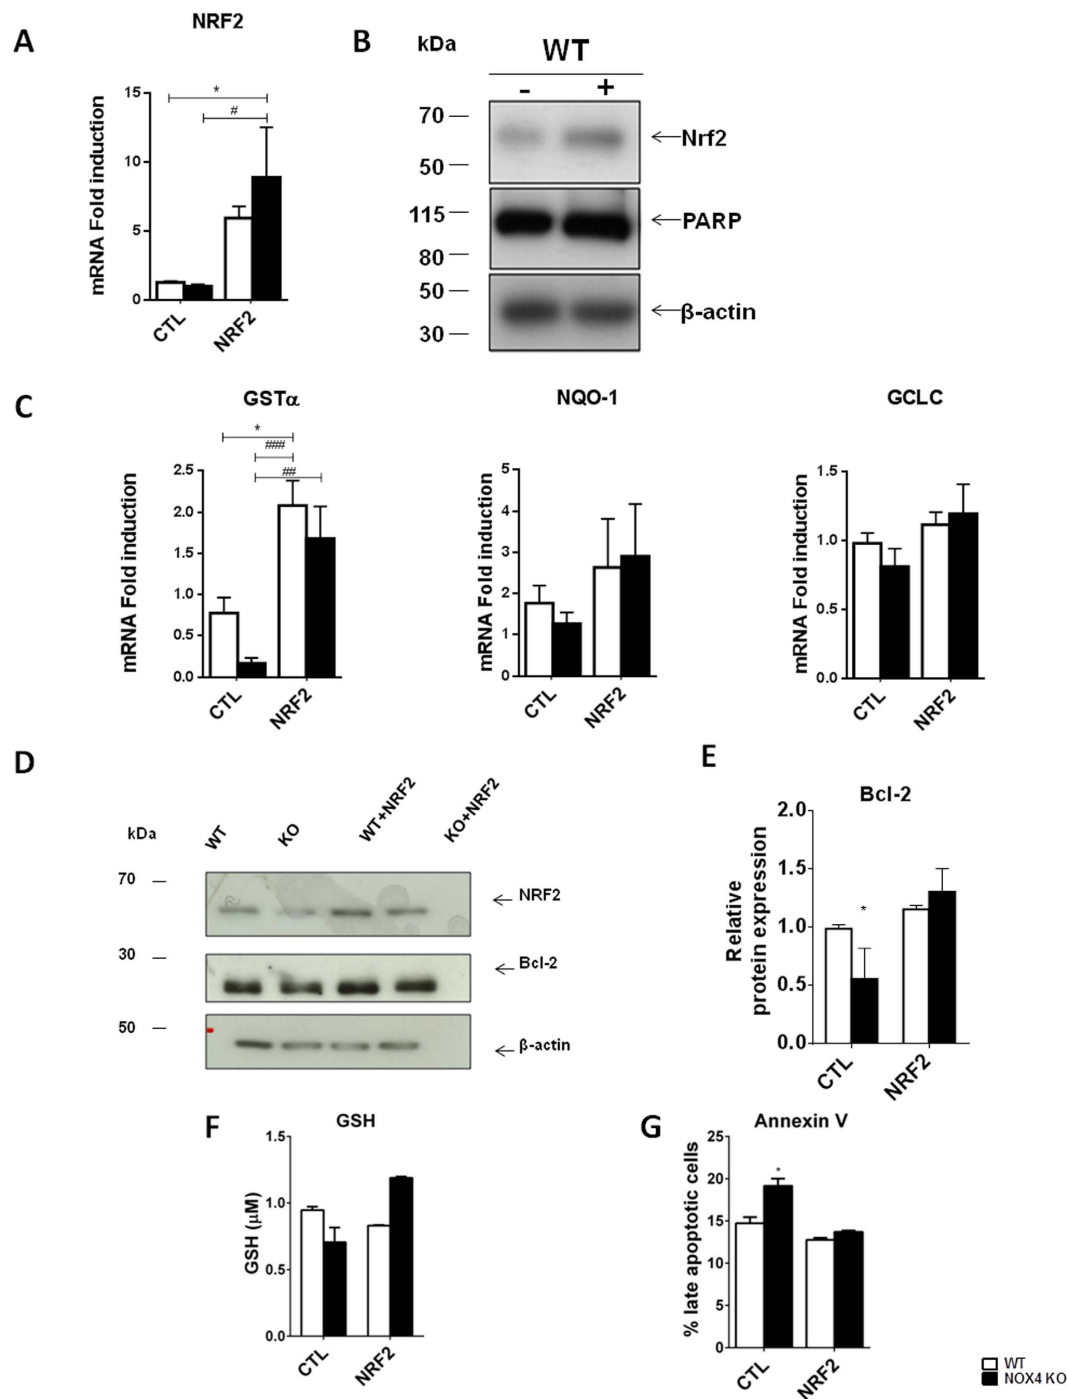 A
NRF2
mRNA Fold induction
15
10
5
0
*
#
CTL
NRF2
B
kDa
WT
- +
70
50
Nrf2
115
80
PARP
50
30
β-actin
C
GSTα
mRNA Fold induction
*
###
##
2.5
2.0
1.5
1.0
0.5
0.0
CTL
NRF2
NQO-1
mRNA Fold induction
5
4
3
2
1
0
CTL
NRF2
GCLC
mRNA Fold induction
1.5
1.0
0.5
0.0
CTL
NRF2
D
kDa
WT
KO
WT+NRF2
KO+NRF2
70
NRF2
30
Bcl-2
50
β-actin
E
Bcl-2
Relative
protein expression
2.0
1.5
1.0
0.5
0.0
*
CTL
NRF2
F
GSH
GSH (μM)
1.5
1.0
0.5
0.0
CTL
NRF2
G
Annexin V
% late apoptotic cells
25
20
15
10
5
0
*
CTL
NRF2
WT
NOX4 KO